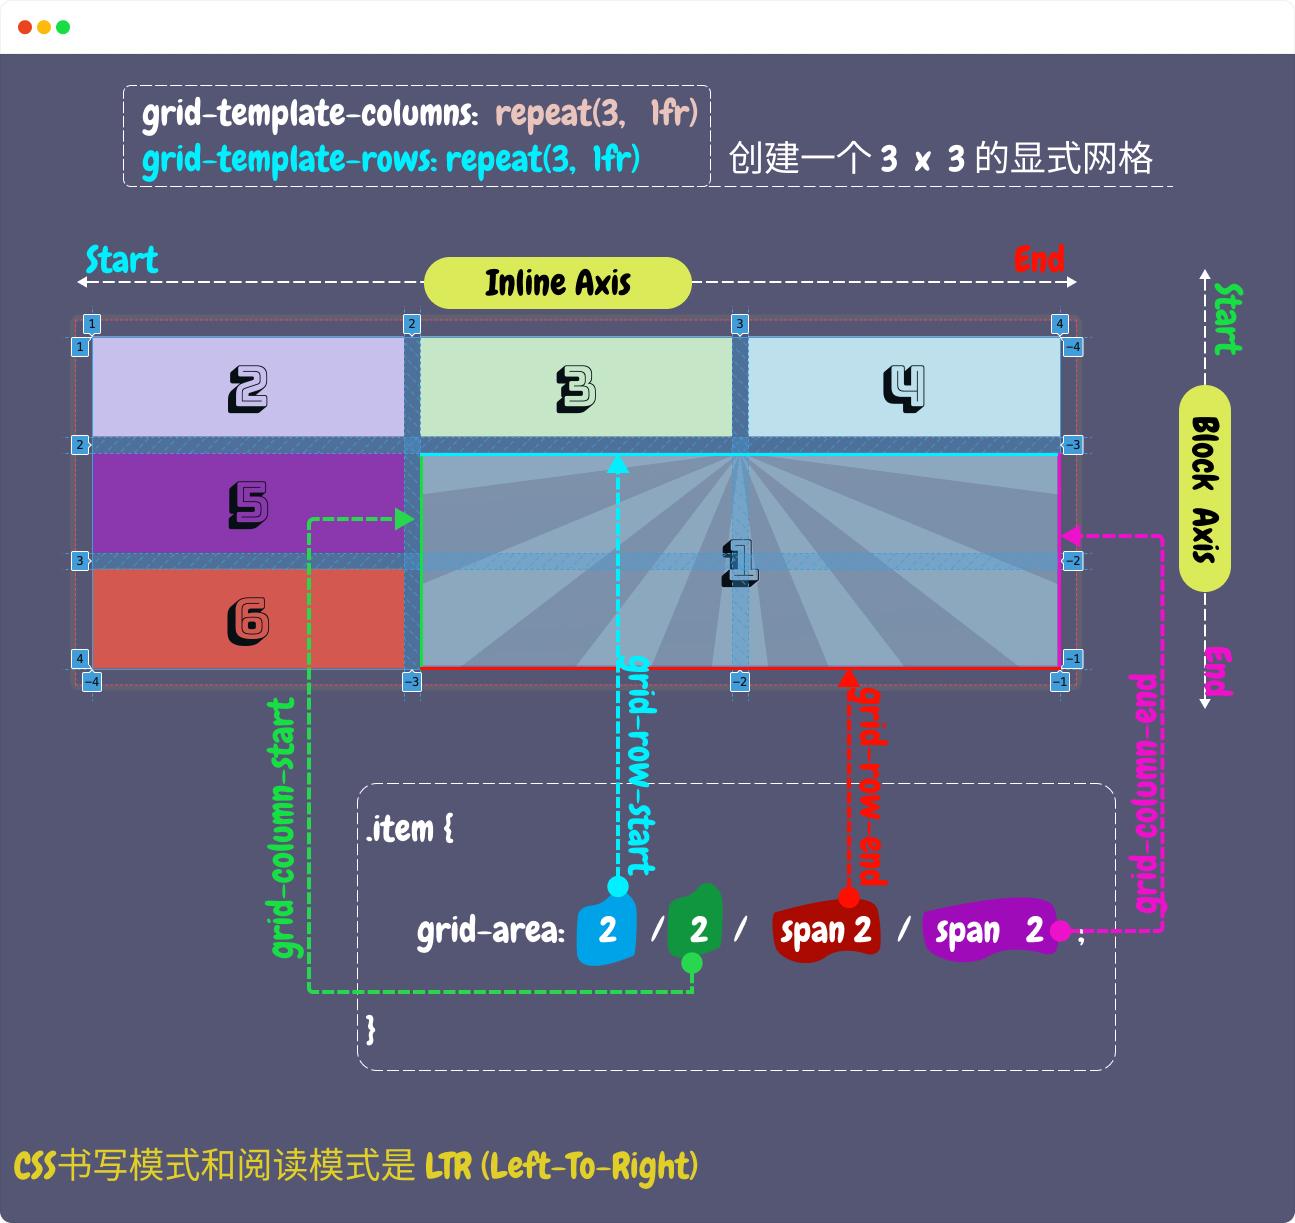 grid-template-columns: repeat(3, 1fr)
grid-template-rows: repeat(3, 1fr)
创建一个 3 x 3 的显式网格
Start
Inline Axis
End
Start
Block Axis
End
1 2 3 4
1 -4
2 3 4
2 -3
5
1
3 -2
6
4 -1
-4 -3 -2 -1
grid-column-start
grid-row-start
grid-row-end
grid-column-end
.item {
grid-area: 2 / 2 / span 2 / span 2 ;
}
CSS书写模式和阅读模式是 LTR (Left-To-Right)